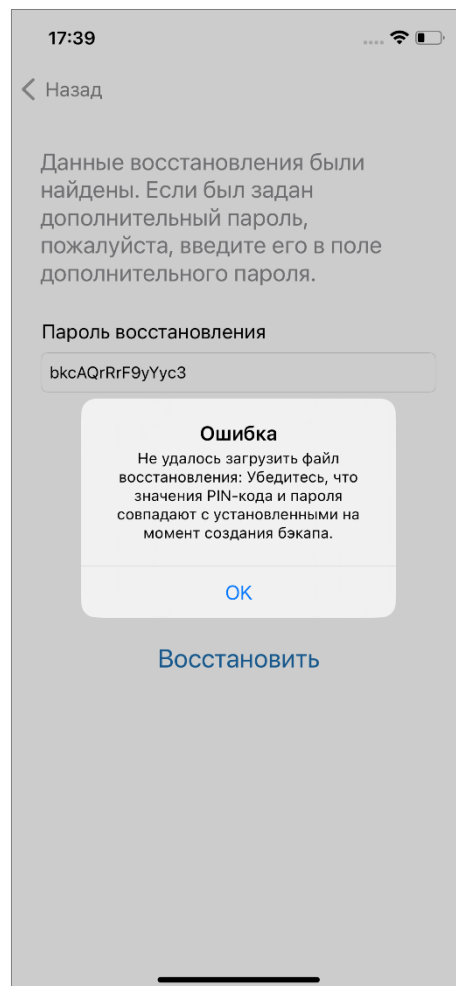 17:39
Назад
Данные восстановления были
найдены. Если был задан
дополнительный пароль,
пожалуйста, введите его в поле
дополнительного пароля.
Пароль восстановления
bkcAQrRrF9yYyc3
Ошибка
Не удалось загрузить файл
восстановления: Убедитесь, что
значения PIN-кода и пароля
совпадают с установленными на
момент создания бэкапа.
OK
Восстановить